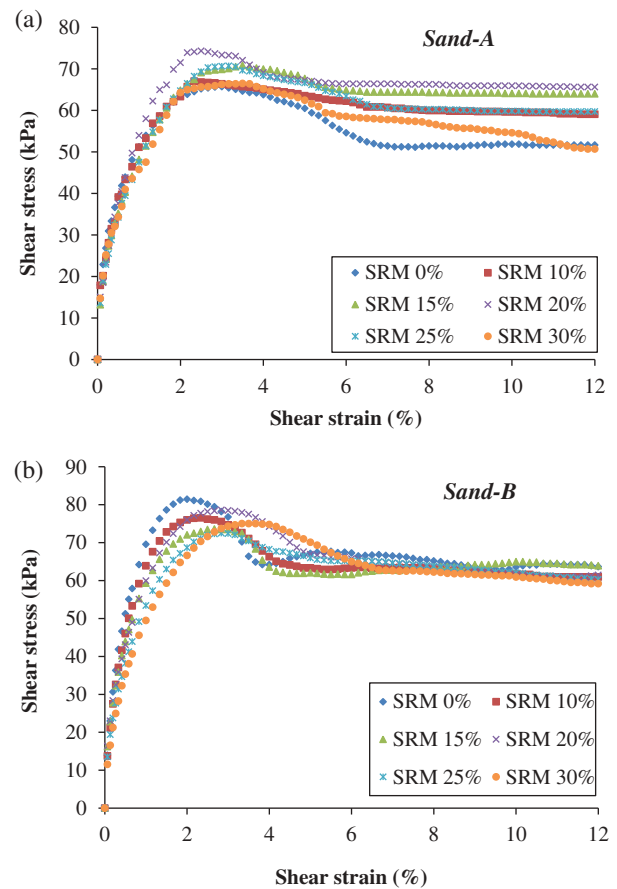 (a)
Sand-A
80
70
60
50
40
30
20
10
0
Shear stress (kPa)
SRM 0% SRM 10%
SRM 15% SRM 20%
SRM 25% SRM 30%
0 2 4 6 8 10 12
Shear strain (%)
(b)
Sand-B
90
80
70
60
50
40
30
20
10
0
Shear stress (kPa)
SRM 0% SRM 10%
SRM 15% SRM 20%
SRM 25% SRM 30%
0 2 4 6 8 10 12
Shear strain (%)